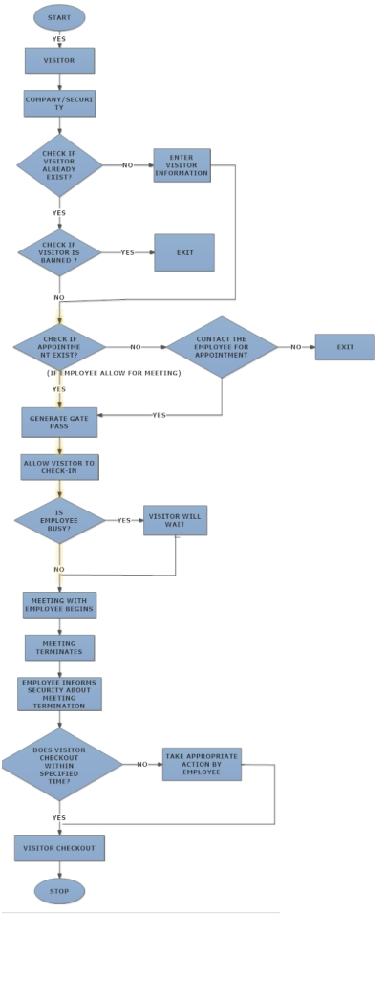 START
YES
VISITOR
COMPANY/SECURI
TY
CHECK IF
VISITOR
ALREADY
EXIST?
NO
ENTER
VISITOR
INFORMATION
YES
CHECK IF
VISITOR IS
BANNED ?
YES
EXIT
NO
CHECK IF
APPOINTME
NT EXIST?
NO
CONTACT THE
EMPLOYEE FOR
APPOINTMENT
NO
EXIT
(IF EMPLOYEE ALLOW FOR MEETING)
YES
GENERATE GATE
PASS
YES
ALLOW VISITOR TO
CHECK-IN
IS
EMPLOYEE
BUSY?
YES
VISITOR WILL
WAIT
NO
MEETING WITH
EMPLOYEE BEGINS
MEETING
TERMINATES
EMPLOYEE INFORMS
SECURITY ABOUT
MEETING
TERMINATION
DOES VISITOR
CHECKOUT
WITHIN
SPECIFIED
TIME?
NO
TAKE APPROPRIATE
ACTION BY
EMPLOYEE
YES
VISITOR CHECKOUT
STOP